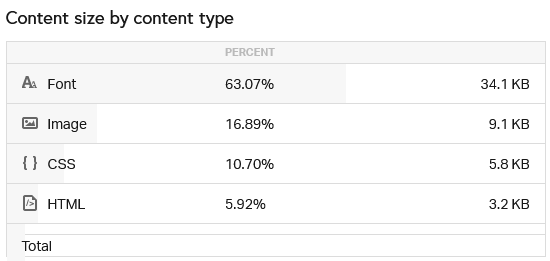 Content size by content type
PERCENT
Font 63.07% 34.1 KB
Image 16.89% 9.1 KB
CSS 10.70% 5.8 KB
HTML 5.92% 3.2 KB
Total